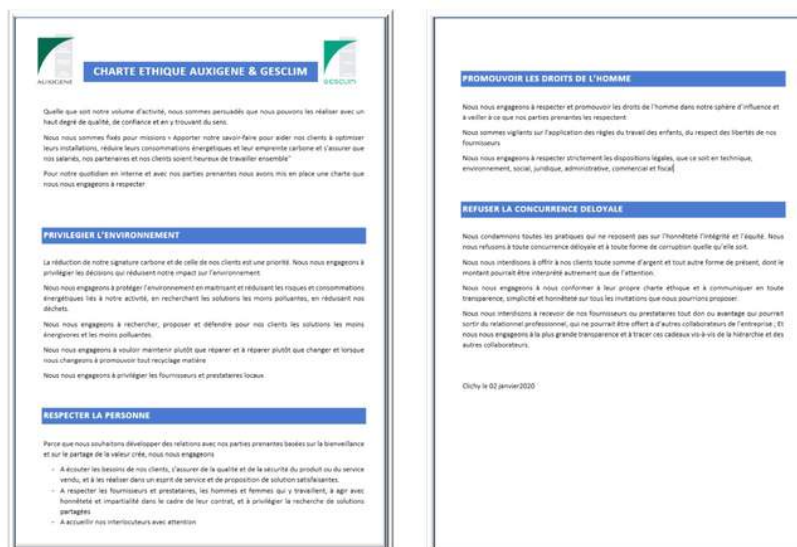 AUXIGENE
CHARTE ETHIQUE AUXIGENE & GESCLIM
GESCLIM
Quelle que soit notre volume d'activité, nous sommes persuadés que nous pouvons les réaliser avec un
haut degré de qualité, de confiance et en y trouvant du sens.
Nous nous sommes fixés pour missions « Apporter notre savoir-faire pour aider nos clients à optimiser
leurs installations, réduire leurs consommations énergétiques et leur emprente carbone et s'assurer que
nos salariés, nos partenaires et nos clients soient heureux de travailler ensemble"
Pour notre quotidien en interne et avec nos parties prenantes nous avons mis en place une charte que
nous nous engageons à respecter
PRIVILEGIER L'ENVIRONNEMENT
La réduction de notre signature carbone et de celle de nos clients est une priorité. Nous nous engageons à
privilégier les décisions qui réduisent notre impact sur l'environnement.
Nous nous engageons à protéger l'environnement en maitrisant et réduisant les risques et consommations
énergétiques liés à notre activité, en recherchant les solutions les moins polluantes, en réduisant nos
déchets.
Nous nous engageons à rechercher, proposer et défendre pour nos clients les solutions les moins
énergivores et les moins polluantes.
Nous nous engageons à vouloir maintenir plutôt que réparer et à réparer plutôt que changer et lorsque
nous changeons à promouvoir tout recyclage matière
Nous nous engageons à privilégier les fournisseurs et prestataires locaux
RESPECTER LA PERSONNE
Parce que nous souhaitons développer des relations avec nos parties prenantes basées sur la bienveillance
et sur le partage de la valeur crée, nous nous engageons
- A écouter les besoins de nos clients, s'assurer de la qualité et de la sécurité du produit ou du service
vendu, et à les réaliser dans un esprit de service et de proposition de solution satisfaisantes.
- A respecter les fournisseurs et prestataires, les hommes et femmes qui y travaillent, à agir avec
honnêteté et impartialité dans le cadre de leur contrat, et à privilégier la recherche de solutions
partagées
- A accueillir nos interlocuteurs avec attention
PROMOUVOIR LES DROITS DE L'HOMME
Nous nous engageons à respecter et promouvoir les droits de l'homme dans notre sphère d'influence et
à veiller à ce que nos parties prenantes les respectent
Nous sommes vigilants sur l'application des règles du travail des enfants, du respect des libertés de nos
fournisseurs
Nous nous engageons à respecter strictement les dispositions légales, que ce soit en technique,
environnement, social, juridique, administrative, commercial et fiscal
REFUSER LA CONCURRENCE DELOYALE
Nous condamnons toutes les pratiques qui ne reposent pas sur l'honnêteté l'intégrité et l'équité. Nous
nous refusons à toute concurrence déloyale et à toute forme de corruption quelle qu'elle soit.
Nous nous interdisons à offrir à nos clients toute somme d'argent et tout autre forme de présent, dont le
montant pourrait être interprété autrement que de l'attention.
Nous nous engageons à nous conformer à leur propre charte éthique et à communiquer en toute
transparence, simplicité et honnêteté sur tous les invitations que nous pourrions proposer.
Nous nous interdisons à recevoir de nos fournisseurs ou prestataires tout don ou avantage qui pourrait
sortir du relationnel professionnel, qui ne pourrait être offert à d'autres collaborateurs de l'entreprise ; Et
nous nous engageons à la plus grande transparence et à tracer ces cadeaux vis-à-vis de la hiérarchie et des
autres collaborateurs.
Clichy le 02 janvier2020